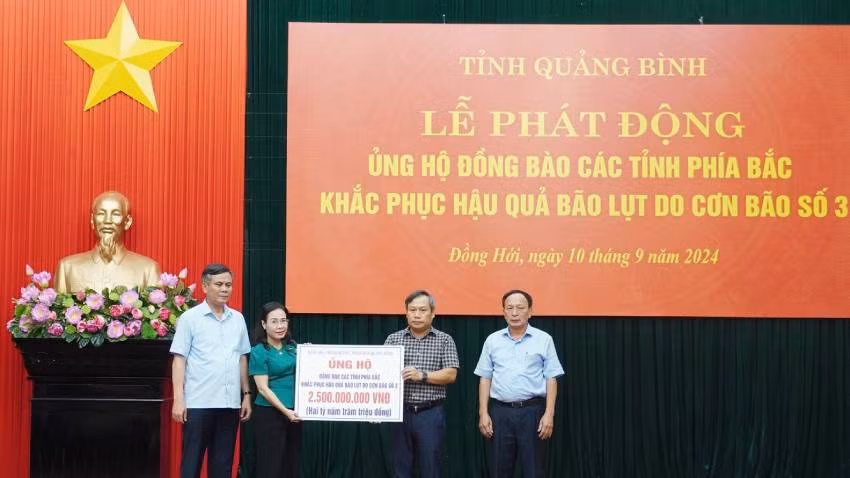 TỈNH QUẢNG BÌNH
LỄ PHÁT ĐỘNG
ỦNG HỘ ĐỒNG BÀO CÁC TỈNH PHÍA BẮC
KHẮC PHỤC HẬU QUẢ BÃO LỤT DO CƠN BÃO SỐ 3
Đồng Hới, ngày 10 tháng 9 năm 2024
ỦNG HỘ
ĐỒNG BÀO CÁC TỈNH PHÍA BẮC
KHẮC PHỤC HẬU QUẢ BÃO LỤT DO CƠN BÃO SỐ 3
2.500.000.000 VNĐ
(Hai tỷ năm trăm triệu đồng)